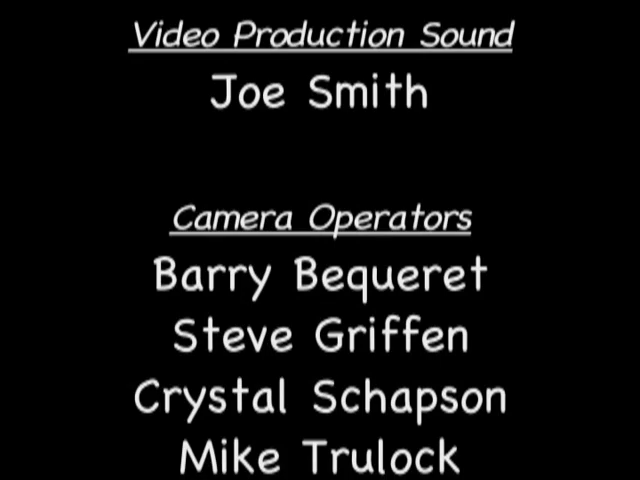 Video Production Sound
Joe Smith
Camera Operators
Barry Bequeret
Steve Griffen
Crystal Schapson
Mike Trulock